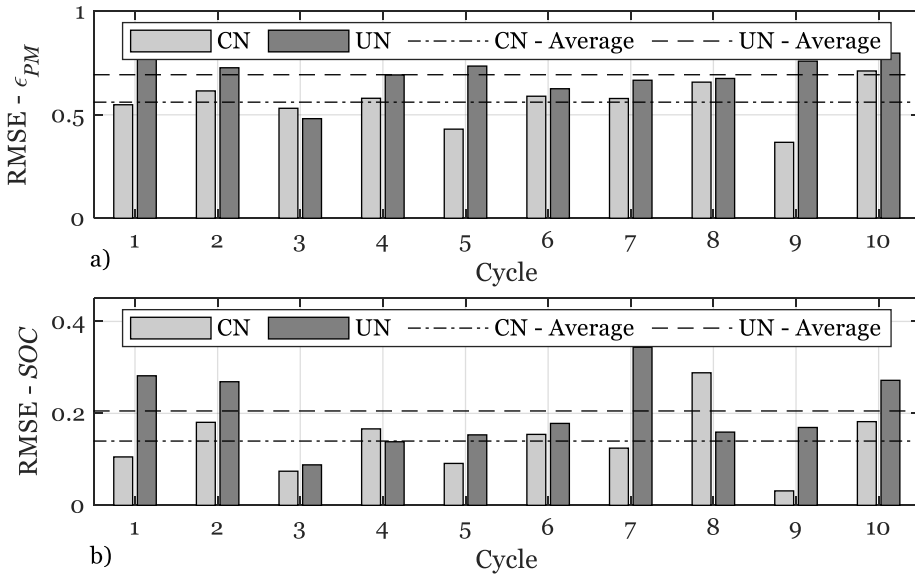 1
CN UN CN - Average UN - Average
RMSE - ϵPM
0.5
0
1 2 3 4 5 6 7 8 9 10
a)
Cycle
0.4
CN UN CN - Average UN - Average
RMSE - SOC
0.2
0
1 2 3 4 5 6 7 8 9 10
b)
Cycle